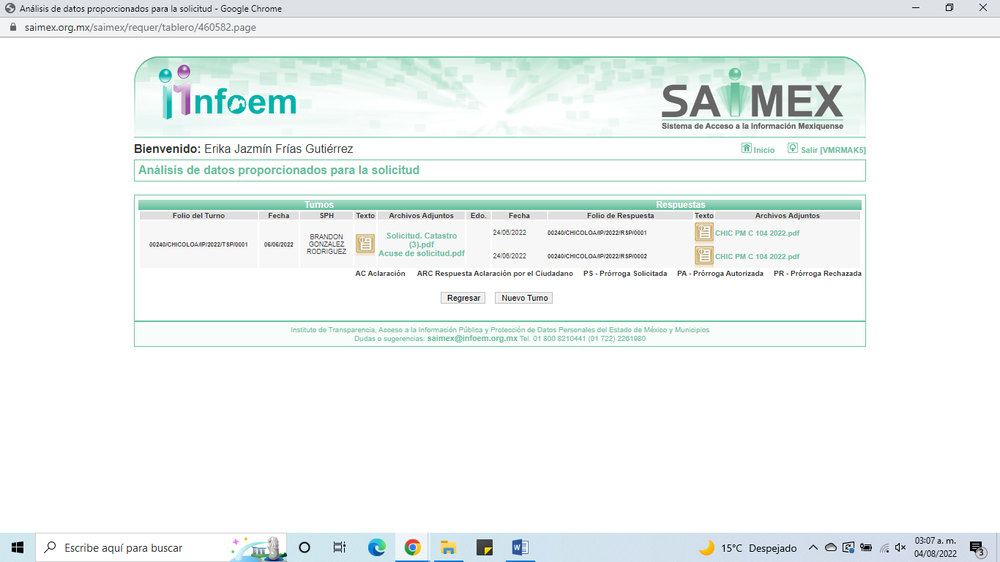 Análisis de datos proporcionados para la solicitud - Google Chrome
saimex.org.mx/saimex/requer/tablero/460582.page
infoem
SAIMEX
Sistema de Acceso a la Información Mexiquense
Bienvenido: Erika Jazmín Frías Gutiérrez
Inicio Salir [VMRMAK5]
Análisis de datos proporcionados para la solicitud
Turnos Respuestas
Folio del Turno Fecha SPH Texto Archivos Adjuntos Edo. Fecha Folio de Respuesta Texto Archivos Adjuntos
00240/CHICOLOA/IP/2022/TSP/0001 06/06/2022 BRANDON GONZALEZ RODRIGUEZ Solicitud. Catastro (3).pdf
Acuse de solicitud.pdf
24/06/2022 00240/CHICOLOA/IP/2022/RSP/0001 CHIC PM C 104 2022.pdf
24/06/2022 00240/CHICOLOA/IP/2022/RSP/0002 CHIC PM C 104 2022.pdf
AC Aclaración ARC Respuesta Aclaración por el Ciudadano PS - Prórroga Solicitada PA - Prórroga Autorizada PR - Prórroga Rechazada
Regresar Nuevo Turno
Instituto de Transparencia, Acceso a la Información Pública y Protección de Datos Personales del Estado de México y Municipios
Dudas o sugerencias: saimex@infoem.org.mx Tel. 01 800 8210441 (01 722) 2261980
Escribe aquí para buscar
15°C Despejado
03:07 a. m.
04/08/2022
3